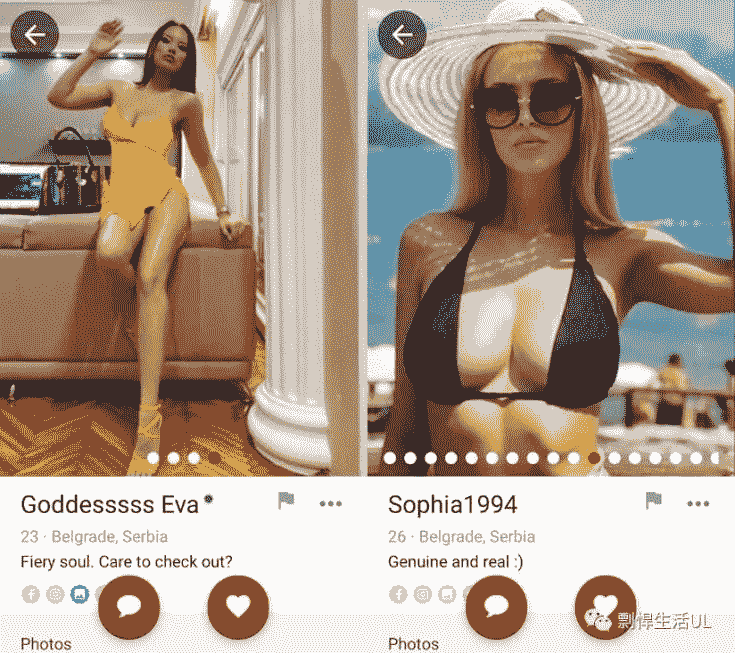 Goddesssss Eva
23 · Belgrade, Serbia
Fiery soul. Care to check out?
Photos
Sophia1994
26 · Belgrade, Serbia
Genuine and real :)
Photos
剽悍生活UL